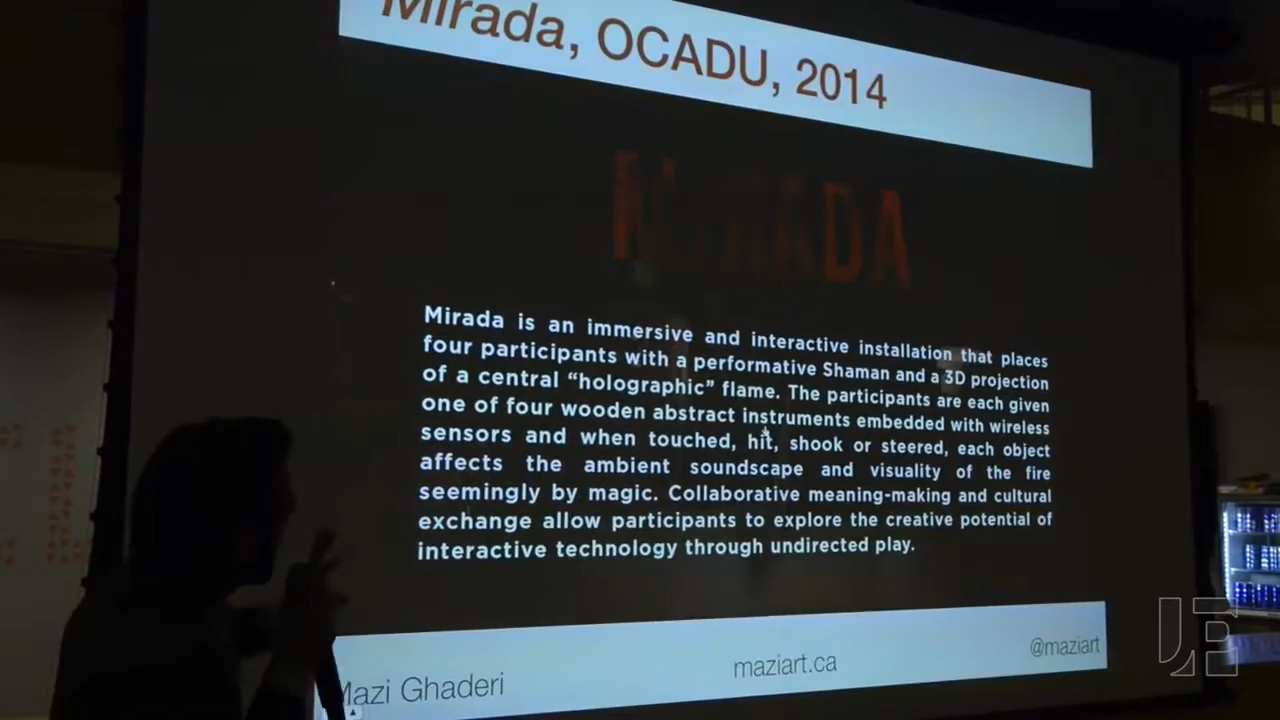 Mirada, OCADU, 2014
MIRADA
Mirada is an immersive and interactive installation that places
four participants with a performative Shaman and a 3D projection
of a central “holographic” flame. The participants are each given
one of four wooden abstract instruments embedded with wireless
sensors and when touched, hit, shook or steered, each object
affects the ambient soundscape and visuality of the fire
seemingly by magic. Collaborative meaning-making and cultural
exchange allow participants to explore the creative potential of
interactive technology through undirected play.
Mazi Ghaderi
maziart.ca
@maziart